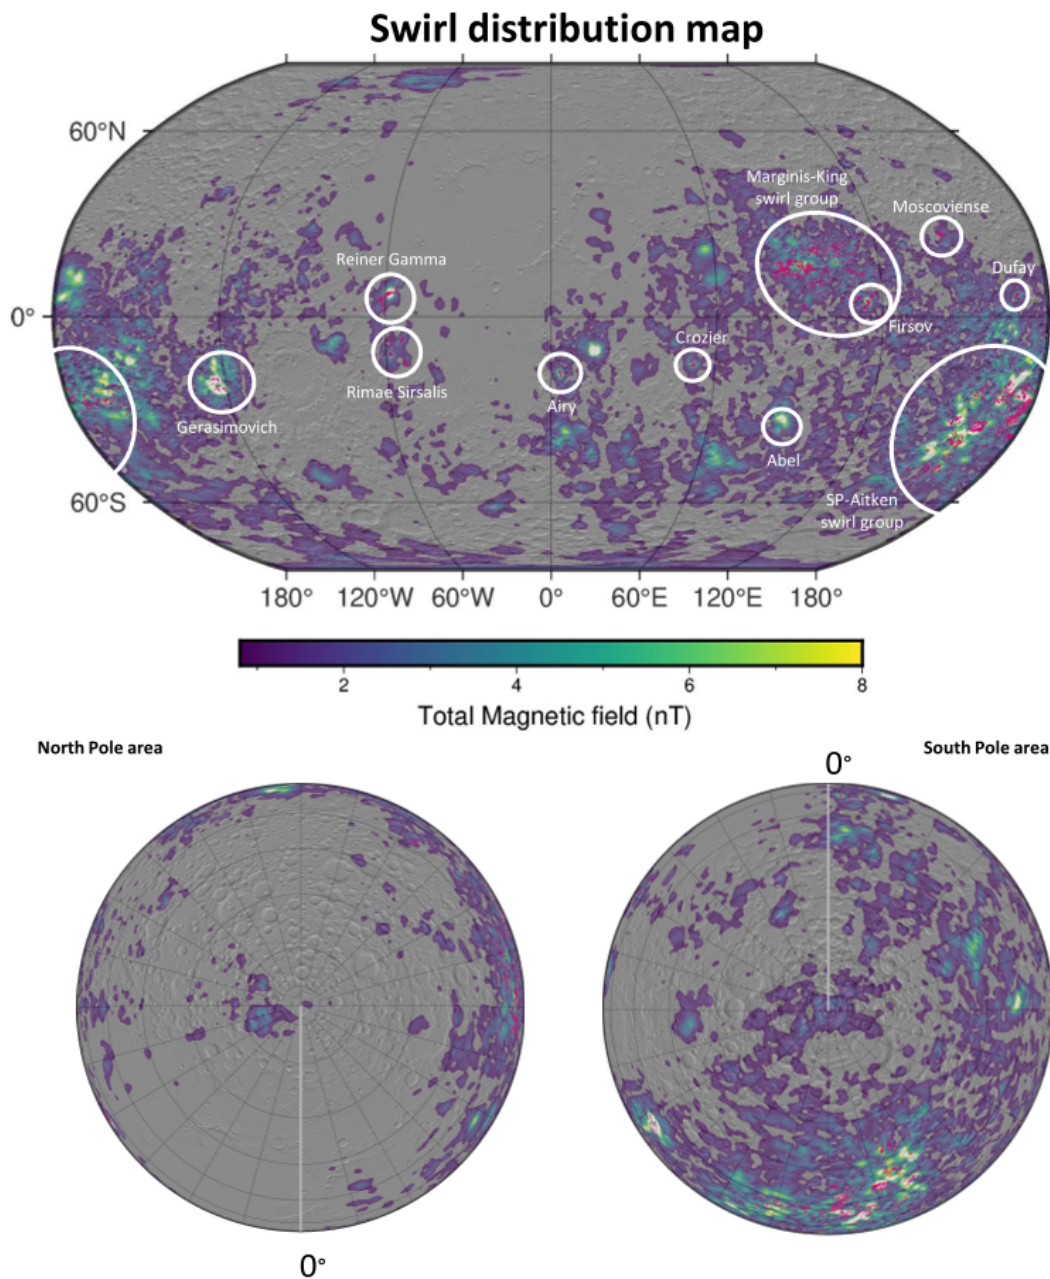 Swirl distribution map
60°N
Marginis-King
swirl group
Moscoviense
Reiner Gamma
Dufay
0°
Firsov
Crozier
Rimae Sirsalis
Airy
Gerasimovich
Abel
60°S
SP-Aitken
swirl group
180° 120°W 60°W 0° 60°E 120°E 180°
2 4 6 8
Total Magnetic field (nT)
North Pole area
South Pole area
0°
0°